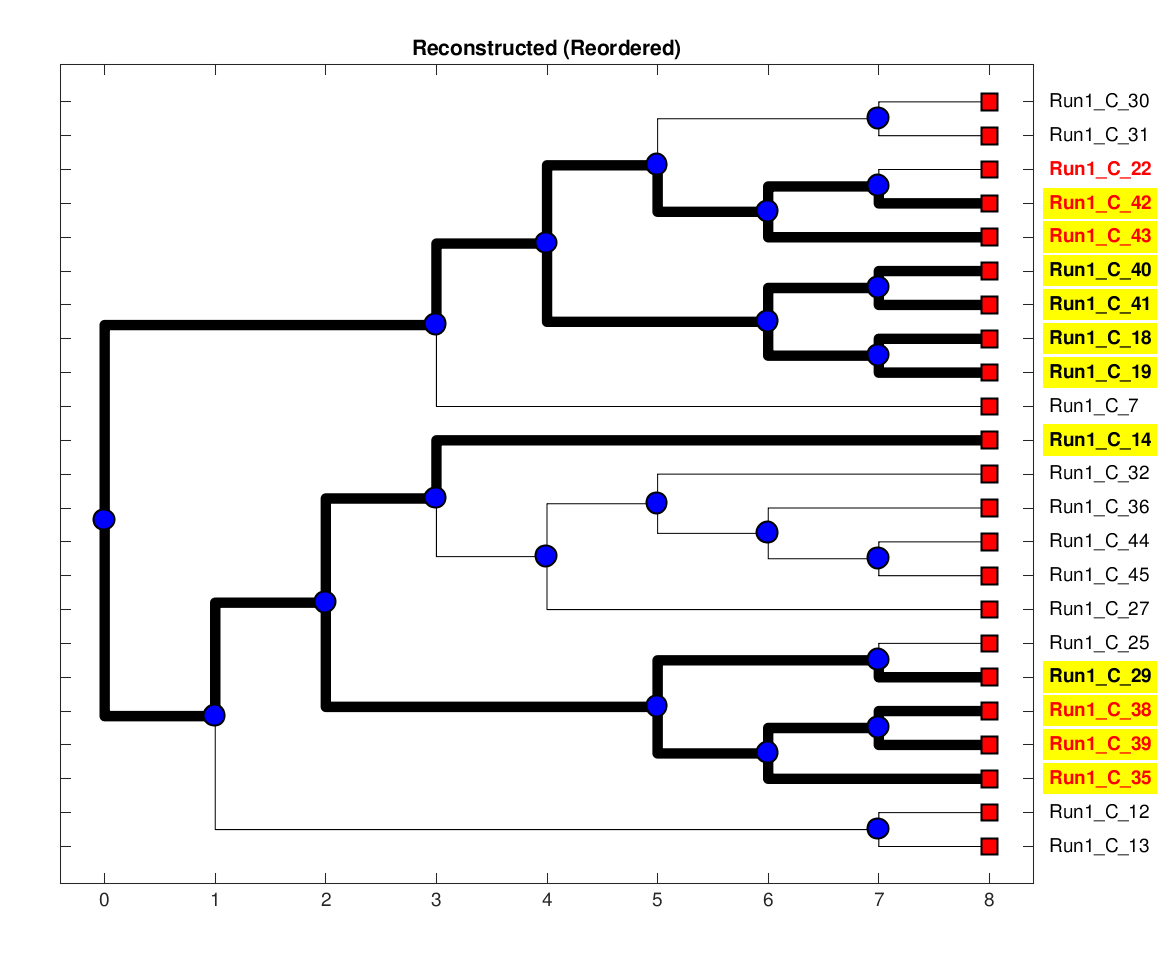 Reconstructed (Reordered)
Run1_C_30
Run1_C_31
Run1_C_22
Run1_C_42
Run1_C_43
Run1_C_40
Run1_C_41
Run1_C_18
Run1_C_19
Run1_C_7
Run1_C_14
Run1_C_32
Run1_C_36
Run1_C_44
Run1_C_45
Run1_C_27
Run1_C_25
Run1_C_29
Run1_C_38
Run1_C_39
Run1_C_35
Run1_C_12
Run1_C_13
0 1 2 3 4 5 6 7 8